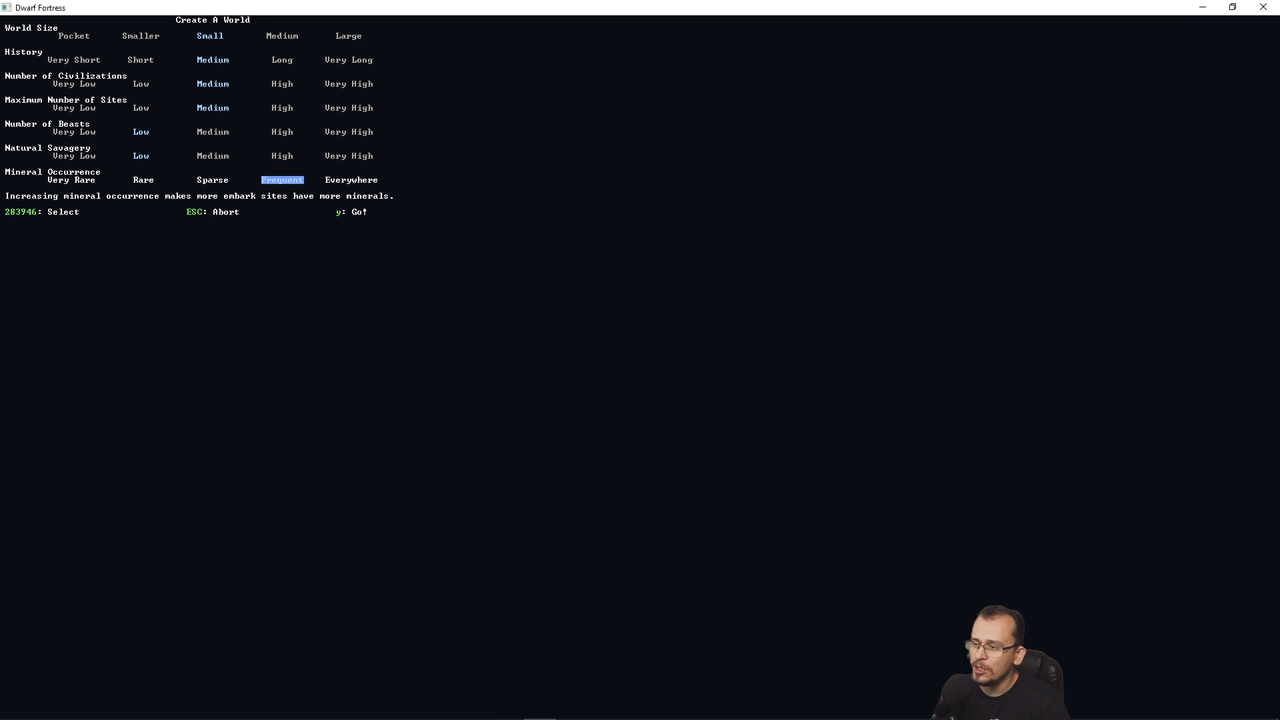 Dwarf Fortress
Create A World
World Size
Pocket Smaller Small Medium Large
History
Very Short Short Medium Long Very Long
Number of Civilizations
Very Low Low Medium High Very High
Maximum Number of Sites
Very Low Low Medium High Very High
Number of Beasts
Very Low Low Medium High Very High
Natural Savagery
Very Low Low Medium High Very High
Mineral Occurrence
Very Rare Rare Sparse Frequent Everywhere
Increasing mineral occurrence makes more embark sites have more minerals.
283946: Select ESC: Abort y: Go!